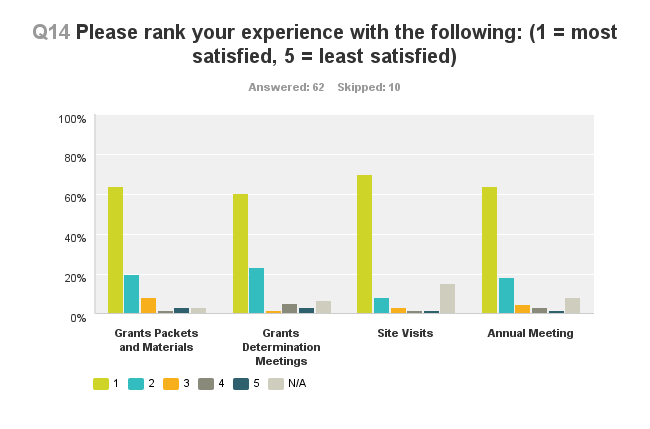 Q14 Please rank your experience with the following: (1 = most
satisfied, 5 = least satisfied)
Answered: 62 Skipped: 10
100%
80%
60%
40%
20%
0%
Grants Packets
and Materials
Grants
Determination
Meetings
Site Visits
Annual Meeting
1 2 3 4 5 N/A